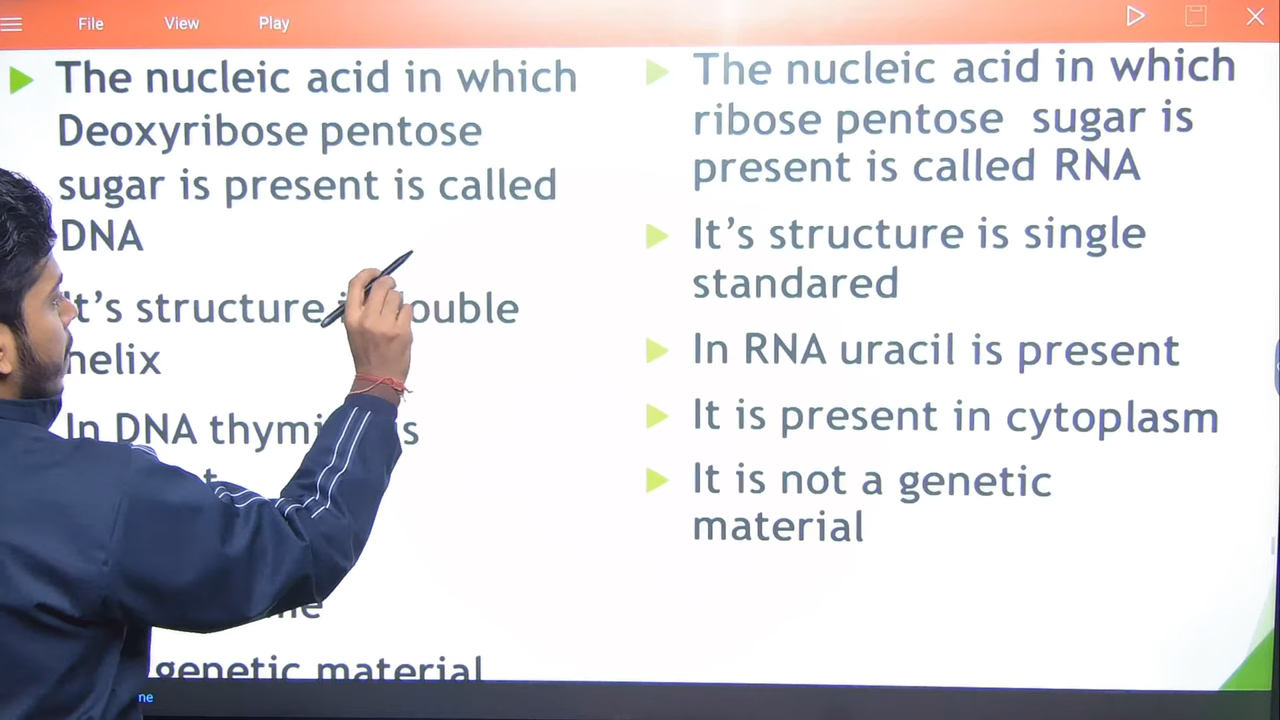 File View Play
The nucleic acid in which
Deoxyribose pentose
sugar is present is called
DNA
It's structure
helix
In DNA
genetic material
ne
The nucleic acid in which
ribose pentose sugar is
present is called RNA
It's structure is single
standared
In RNA uracil is present
It is present in cytoplasm
It is not a genetic
material